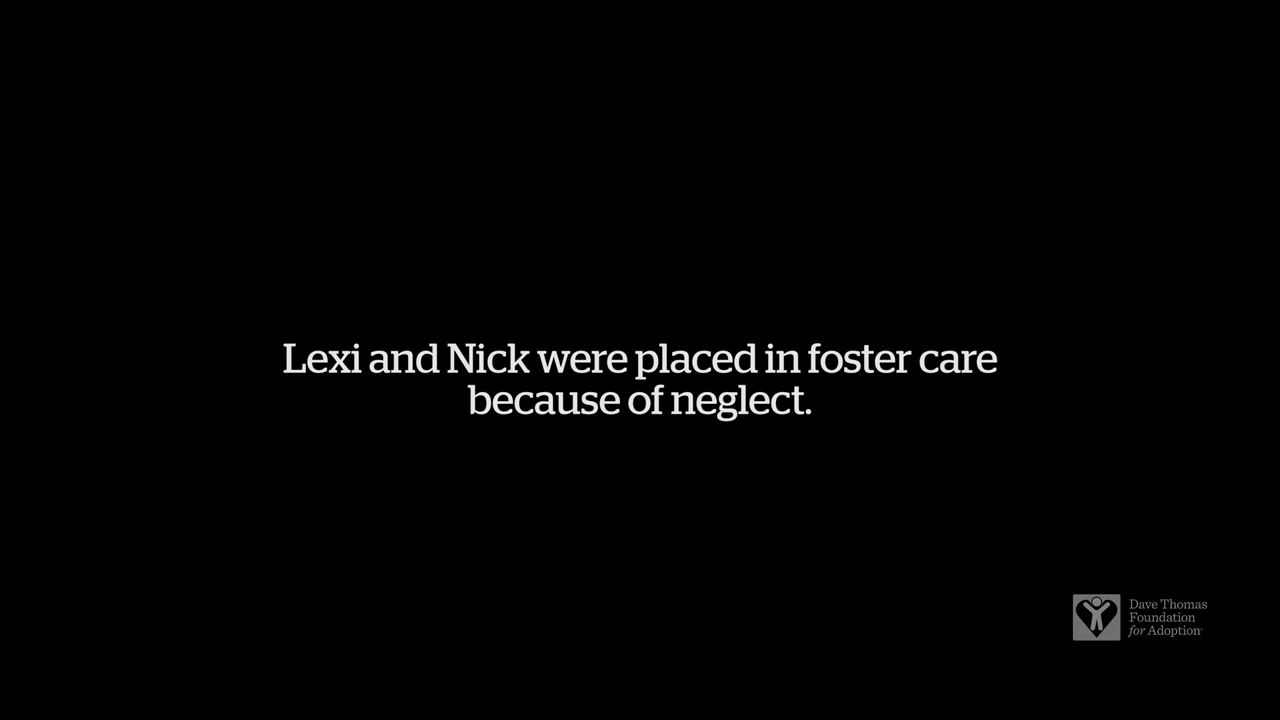 Lexi and Nick were placed in foster care
because of neglect.
Dave Thomas
Foundation
for Adoption